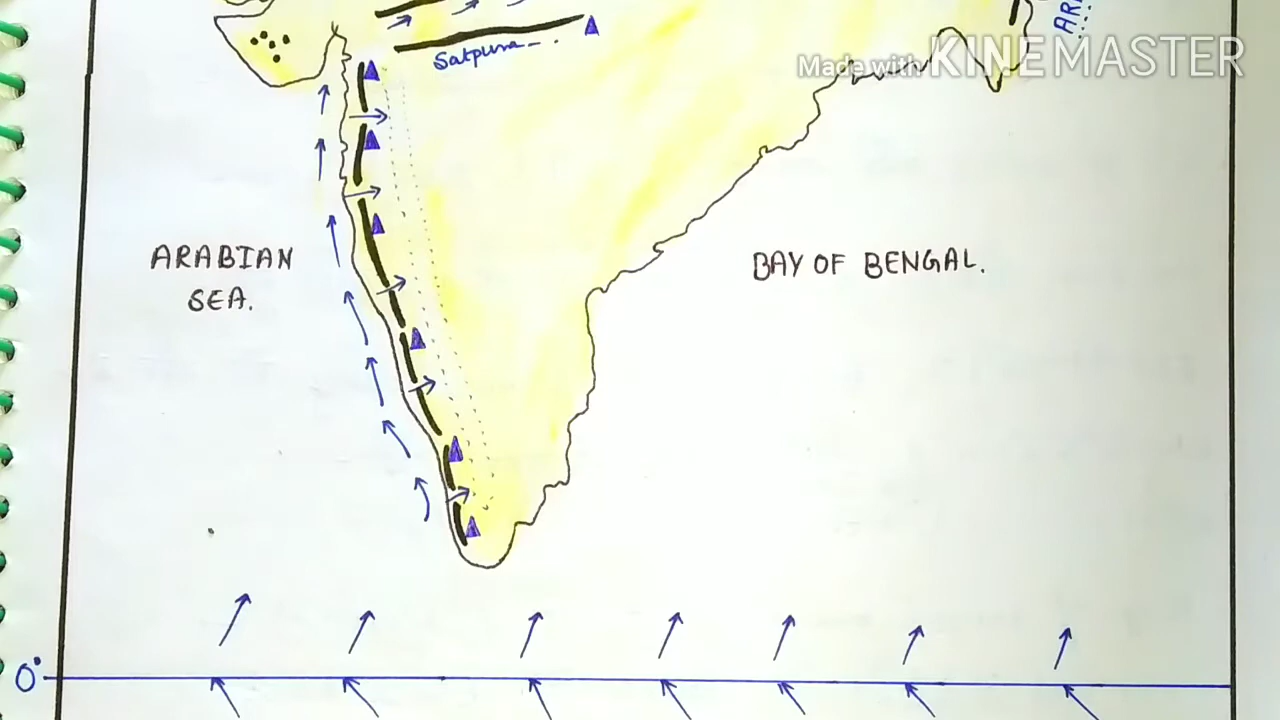 Satpura
Made with KINEMASTER
ARABIAN
SEA.
BAY OF BENGAL.
0°